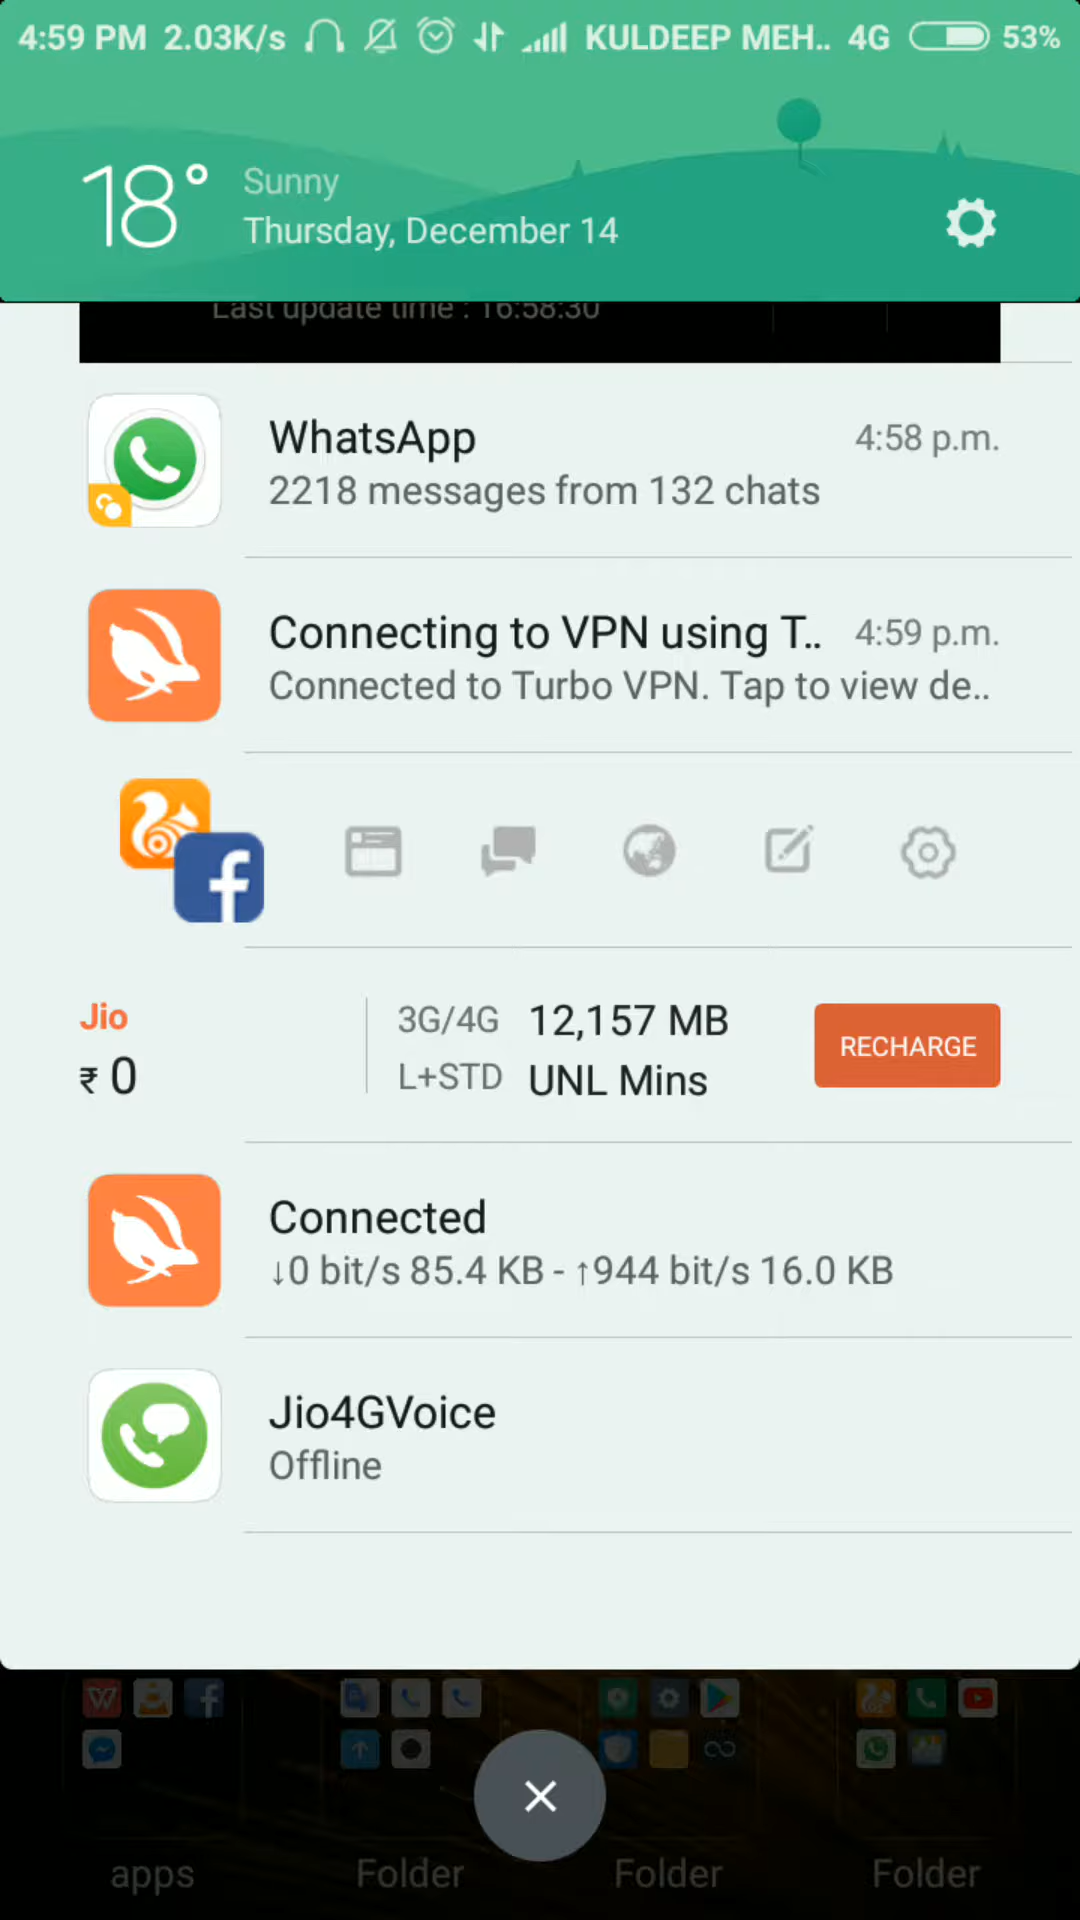 4:59 PM 2.03K/s KULDEEP MEH.. 4G 53%
18° Sunny
Thursday, December 14
Last update time : 16:58:30
WhatsApp 4:58 p.m.
2218 messages from 132 chats
Connecting to VPN using T.. 4:59 p.m.
Connected to Turbo VPN. Tap to view de..
Jio 3G/4G 12,157 MB RECHARGE
₹ 0 L+STD UNL Mins
Connected
↓0 bit/s 85.4 KB - ↑944 bit/s 16.0 KB
Jio4GVoice
Offline
apps Folder Folder Folder